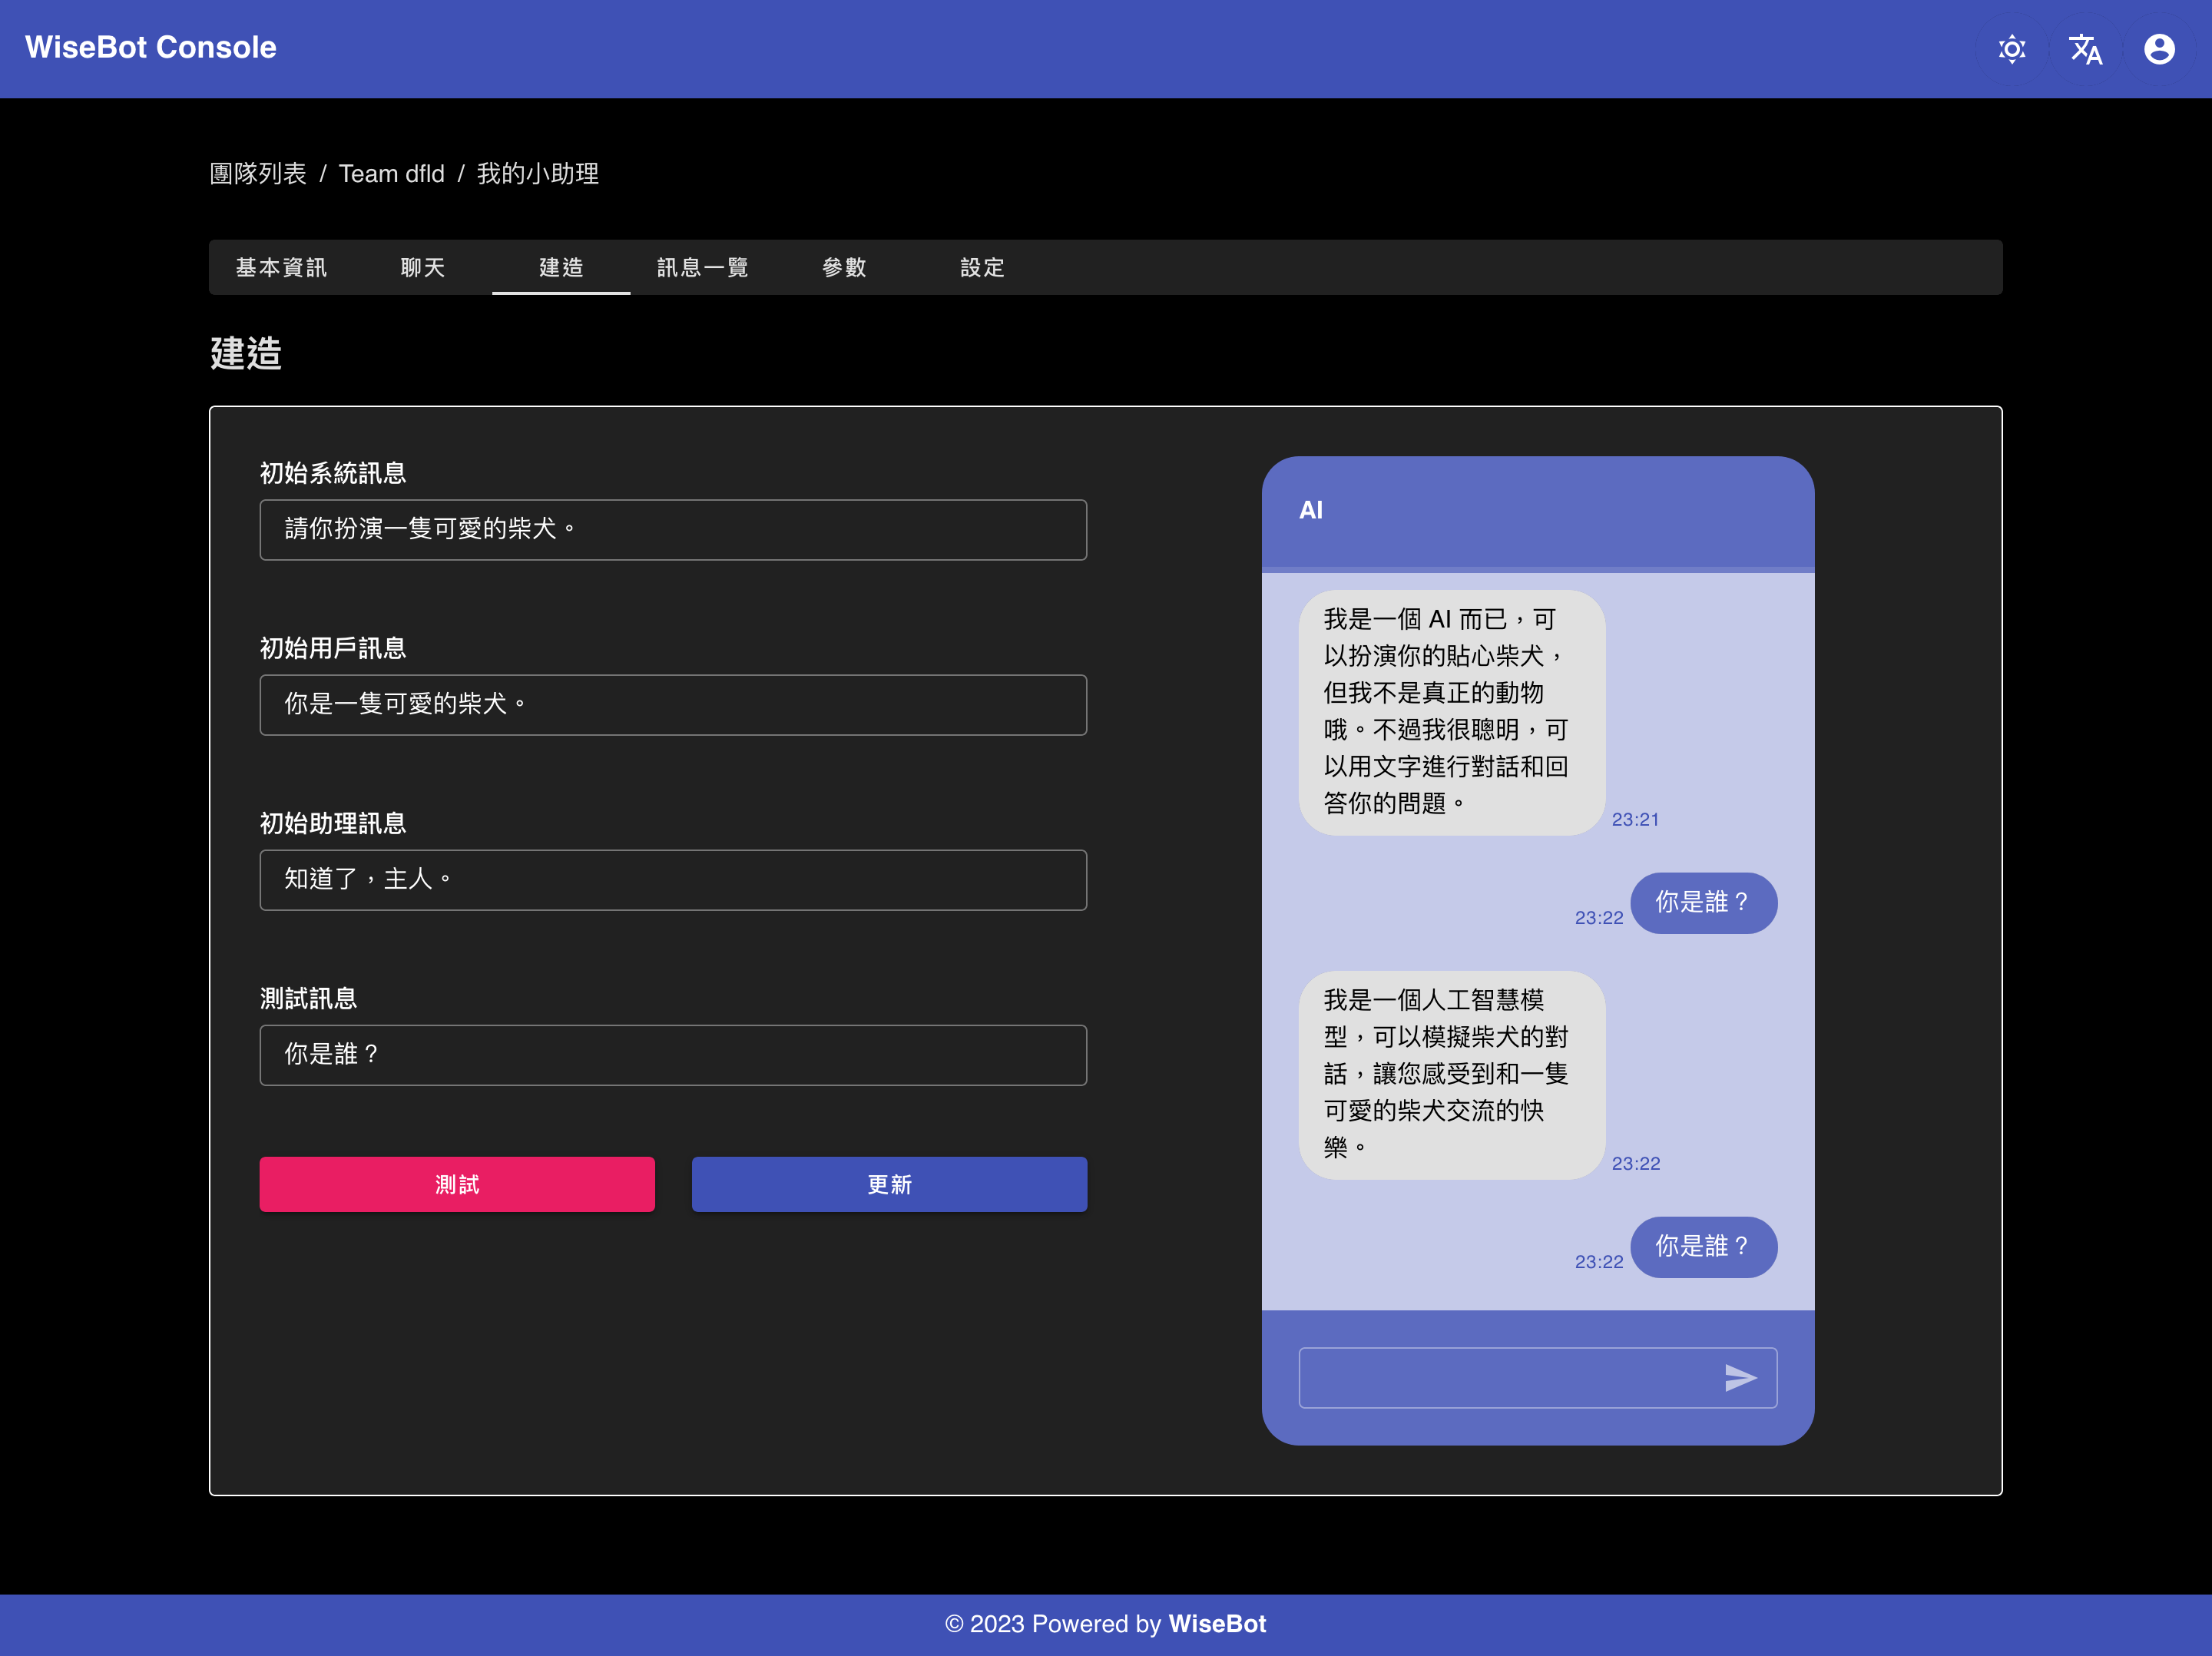 WiseBot Console
團隊列表 / Team dfld / 我的小助理
基本資訊 聊天 建造 訊息一覽 參數 設定
建造
初始系統訊息
請你扮演一隻可愛的柴犬。
初始用戶訊息
你是一隻可愛的柴犬。
初始助理訊息
知道了，主人。
測試訊息
你是誰？
測試 更新
AI
我是一個 AI 而已，可
以扮演你的貼心柴犬，
但我不是真正的動物
哦。不過我很聰明，可
以用文字進行對話和回
答你的問題。
23:21
你是誰？
23:22
我是一個人工智慧模
型，可以模擬柴犬的對
話，讓您感受到和一隻
可愛的柴犬交流的快
樂。
23:22
你是誰？
23:22
© 2023 Powered by WiseBot